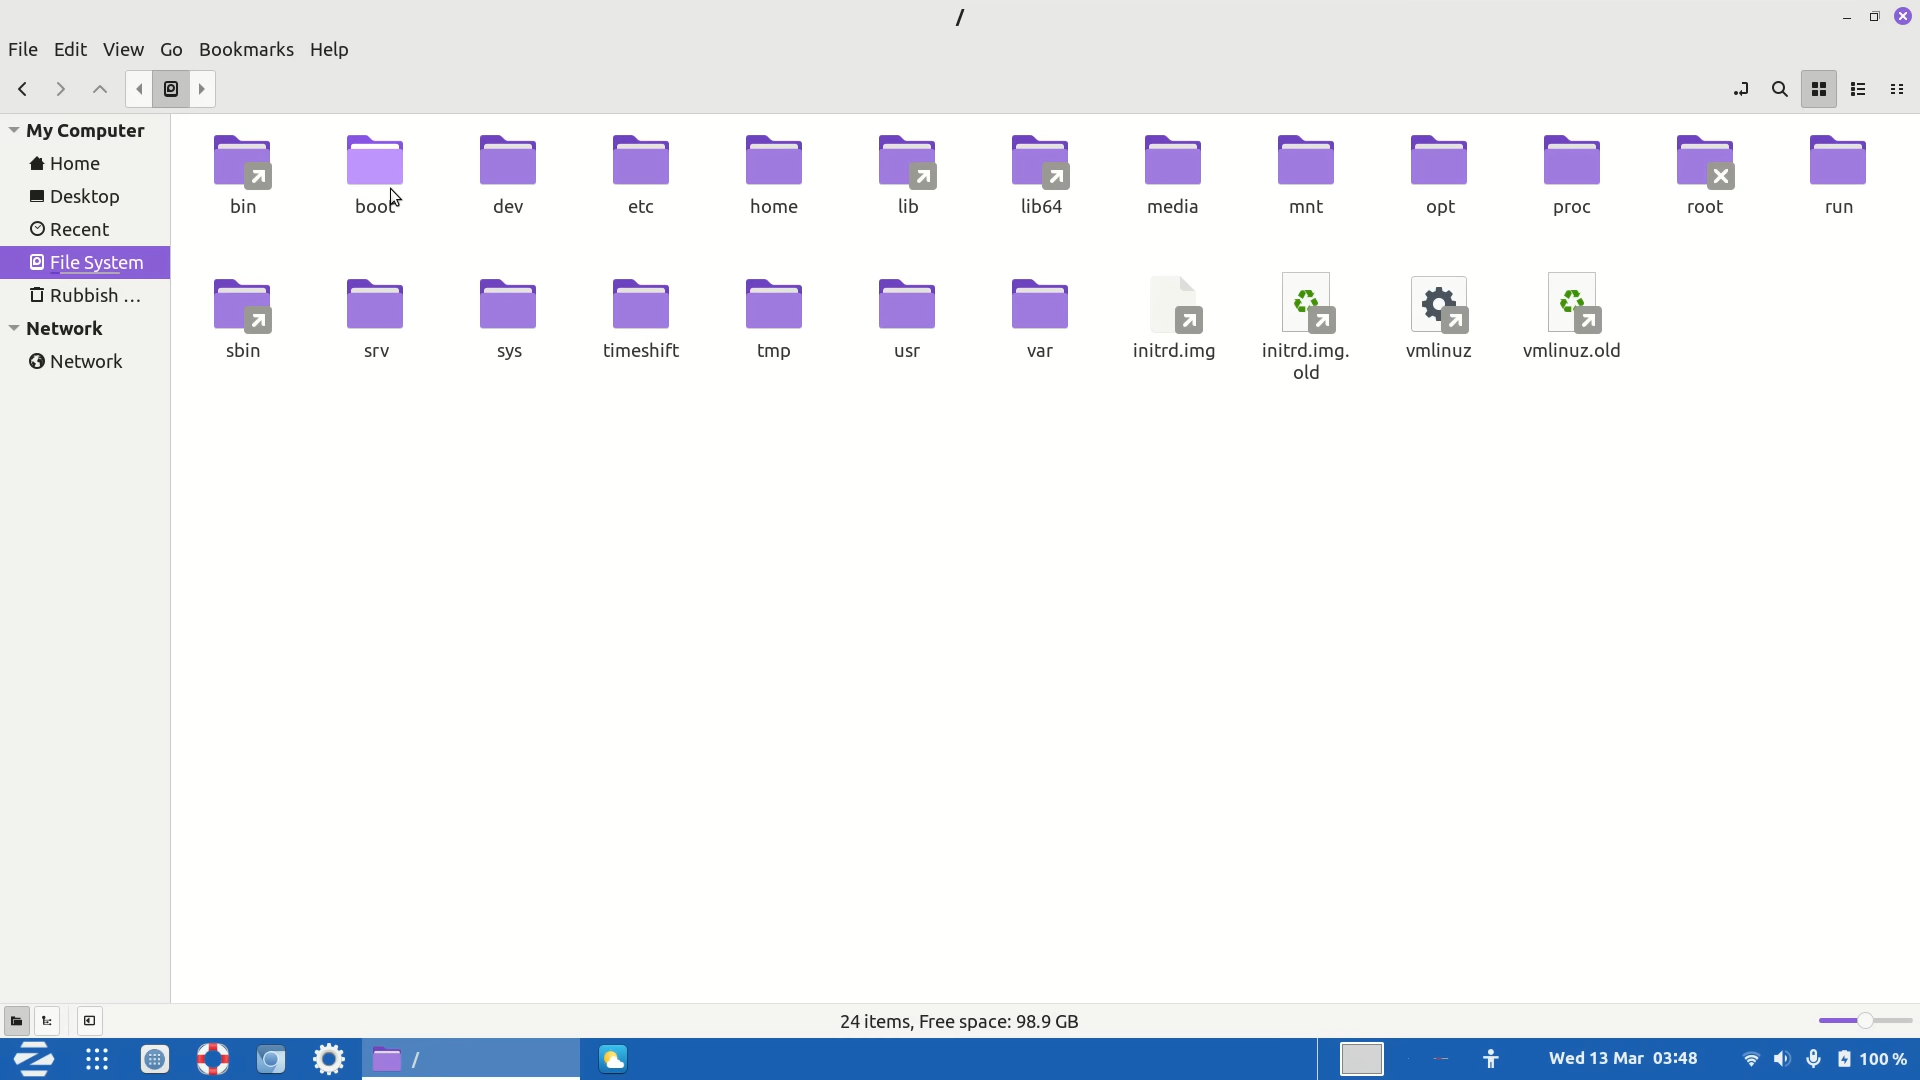 /
File Edit View Go Bookmarks Help
My Computer
Home
Desktop
Recent
File System
Rubbish ...
Network
Network
bin boot dev etc home lib lib64 media mnt opt proc root run
sbin srv sys timeshift tmp usr var initrd.img initrd.img. vmlinuz vmlinuz.old
old
24 items, Free space: 98.9 GB
/
Wed 13 Mar 03:48
100 %